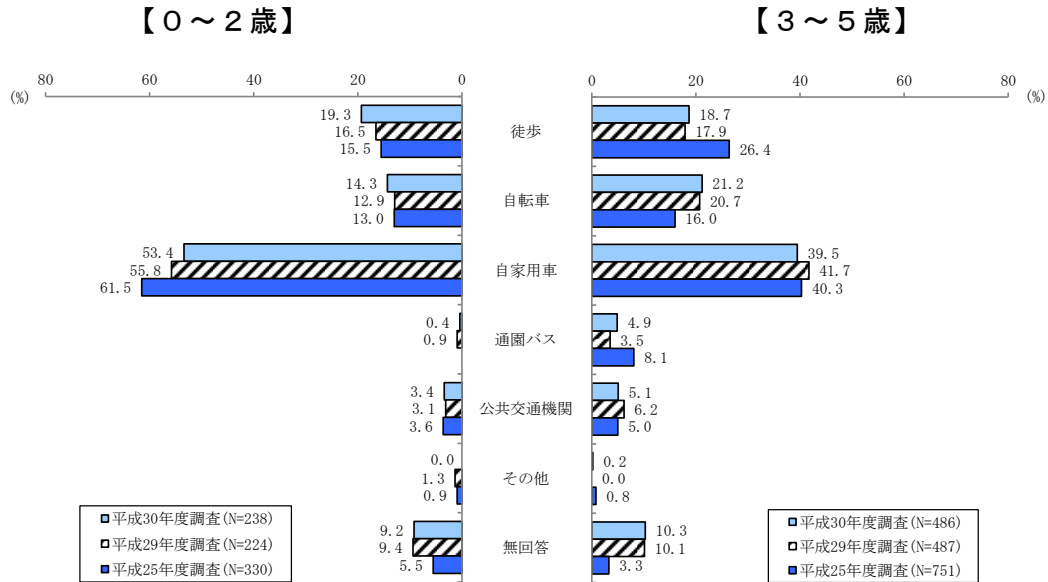 【０～２歳】
【３～５歳】
80 60 40 20 0
(%)
0 20 40 60 80
(%)
19.3
16.5
15.5
徒歩
18.7
17.9
26.4
14.3
12.9
13.0
自転車
21.2
20.7
16.0
53.4
55.8
61.5
自家用車
39.5
41.7
40.3
0.4
0.9
通園バス
4.9
3.5
8.1
3.4
3.1
3.6
公共交通機関
5.1
6.2
5.0
0.0
1.3
0.9
その他
0.2
0.0
0.8
9.2
9.4
5.5
無回答
10.3
10.1
3.3
平成30年度調査(N=238)
平成29年度調査(N=224)
平成25年度調査(N=330)
平成30年度調査(N=486)
平成29年度調査(N=487)
平成25年度調査(N=751)